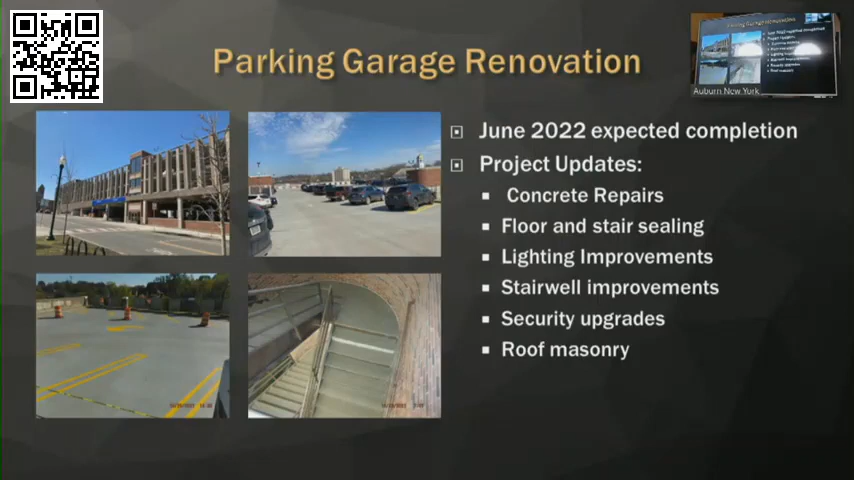 Parking Garage Renovation
Auburn New York
June 2022 expected completion
Project Updates:
Concrete Repairs
Floor and stair sealing
Lighting Improvements
Stairwell improvements
Security upgrades
Roof masonry